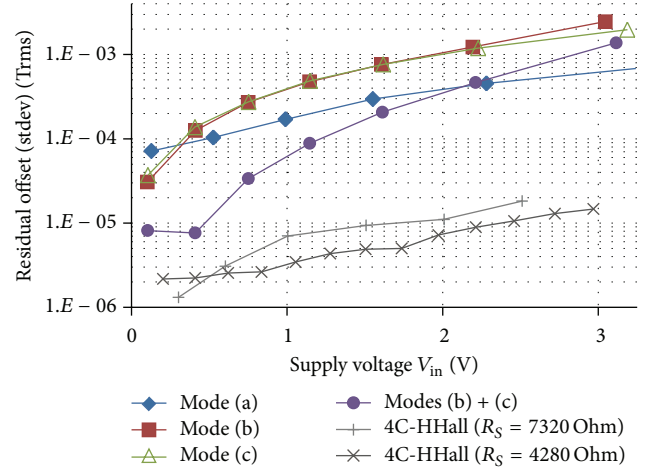 Residual offset (stdev) (Trms)
1.E − 03
1.E − 04
1.E − 05
1.E − 06
0
1
2
3
Supply voltage V_in (V)
Mode (a)
Mode (b)
Mode (c)
Modes (b) + (c)
4C-HHall (R_S = 7320 Ohm)
4C-HHall (R_S = 4280 Ohm)